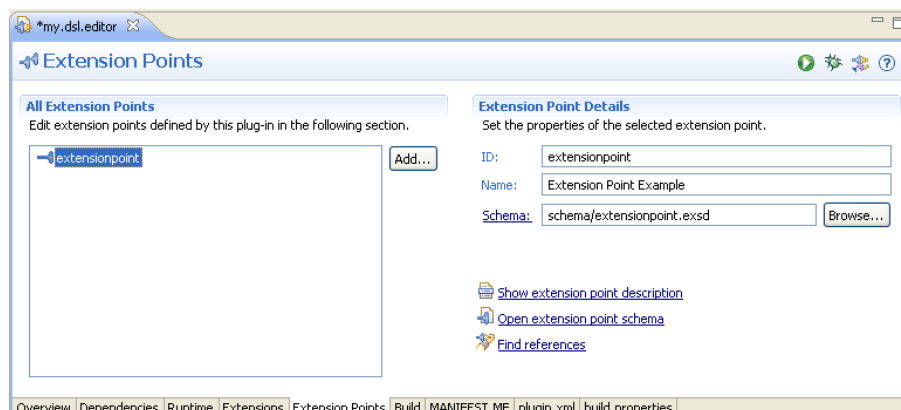 *my.dsl.editor
Extension Points
All Extension Points
Edit extension points defined by this plug-in in the following section.
extensionpoint
Add...
Extension Point Details
Set the properties of the selected extension point.
ID: extensionpoint
Name: Extension Point Example
Schema: schema/extensionpoint.exsd Browse...
Show extension point description
Open extension point schema
Find references
Overview Dependencies Runtime Extensions Extension Points Build MANIFEST.MF plugin.xml build.properties